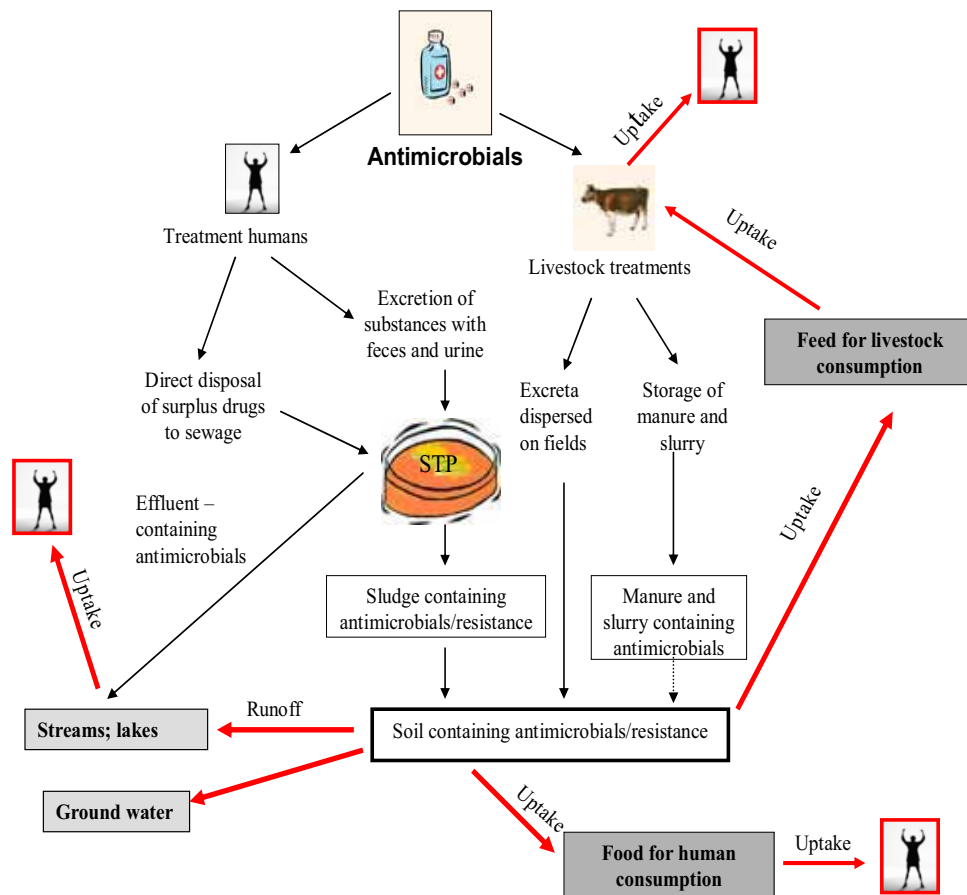 Antimicrobials
Uptake
Treatment humans
Livestock treatments
Uptake
Excretion of
substances with
feces and urine
Feed for livestock
consumption
Direct disposal
of surplus drugs
to sewage
Excreta
dispersed
on fields
Storage of
manure and
slurry
STP
Effluent –
containing
antimicrobials
Uptake
Uptake
Sludge containing
antimicrobials/resistance
Manure and
slurry containing
antimicrobials
Streams; lakes
Runoff
Soil containing antimicrobials/resistance
Ground water
Uptake
Food for human
consumption
Uptake